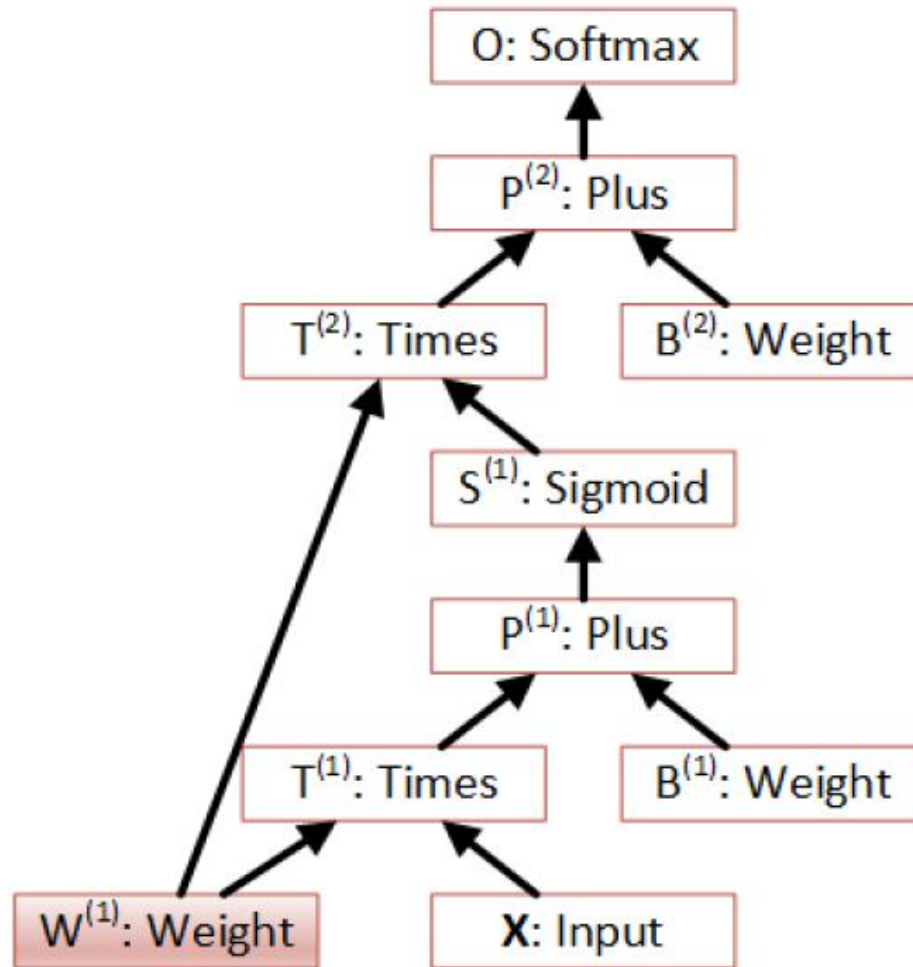 O: Softmax
P(2): Plus
T(2): Times
B(2): Weight
S(1): Sigmoid
P(1): Plus
T(1): Times
B(1): Weight
W(1): Weight
X: Input